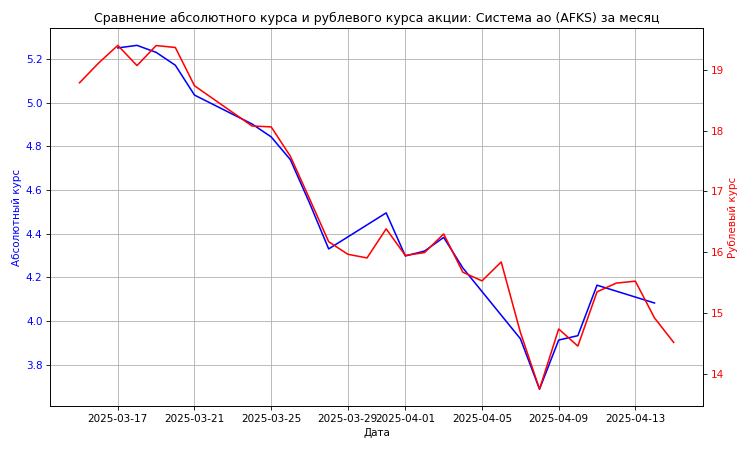 Сравнение абсолютного курса и рублевого курса акции: Система ао (AFKS) за месяц
Абсолютный курс
5.2
5.0
4.8
4.6
4.4
4.2
4.0
3.8
19
18
17
16
15
14
Рублевый курс
2025-03-17 2025-03-21 2025-03-25 2025-03-29 2025-04-01 2025-04-05 2025-04-09 2025-04-13
Дата